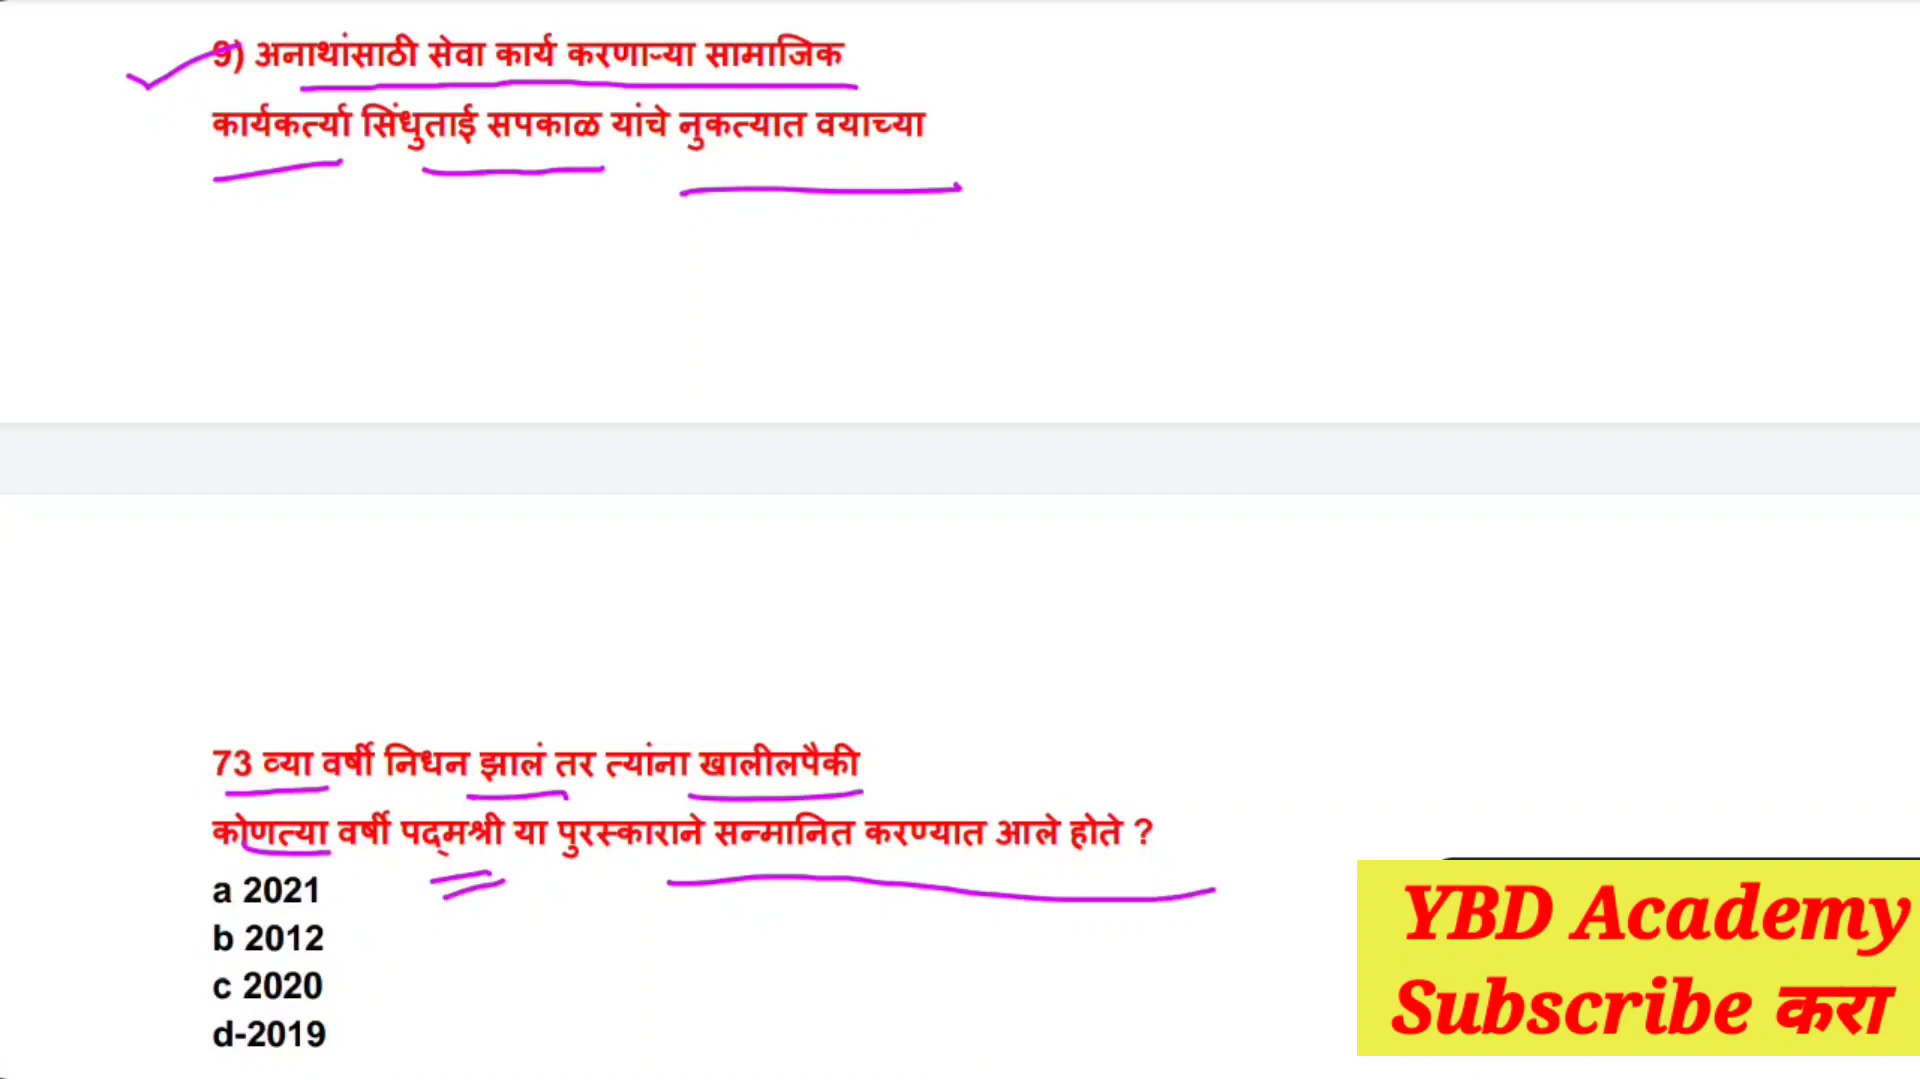 9) अनाथांसाठी सेवा कार्य करणाऱ्या सामाजिक
कार्यकर्त्या सिंधुताई सपकाळ यांचे नुकत्यात वयाच्या
73 व्या वर्षी निधन झालं तर त्यांना खालीलपैकी
कोणत्या वर्षी पद्मश्री या पुरस्काराने सन्मानित करण्यात आले होते ?
a 2021
b 2012
c 2020
d-2019
YBD Academy
Subscribe करा